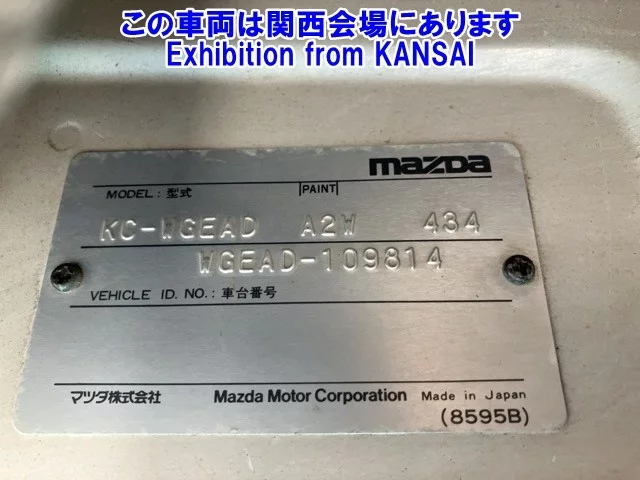 この車両は関西会場にあります
Exhibition from KANSAI
mazda
MODEL : 型式 PAINT
KC-WGEAD A2W 434
WGEAD-109814
VEHICLE ID. NO. : 車台番号
マツダ株式会社 Mazda Motor Corporation Made in Japan
(8595B)